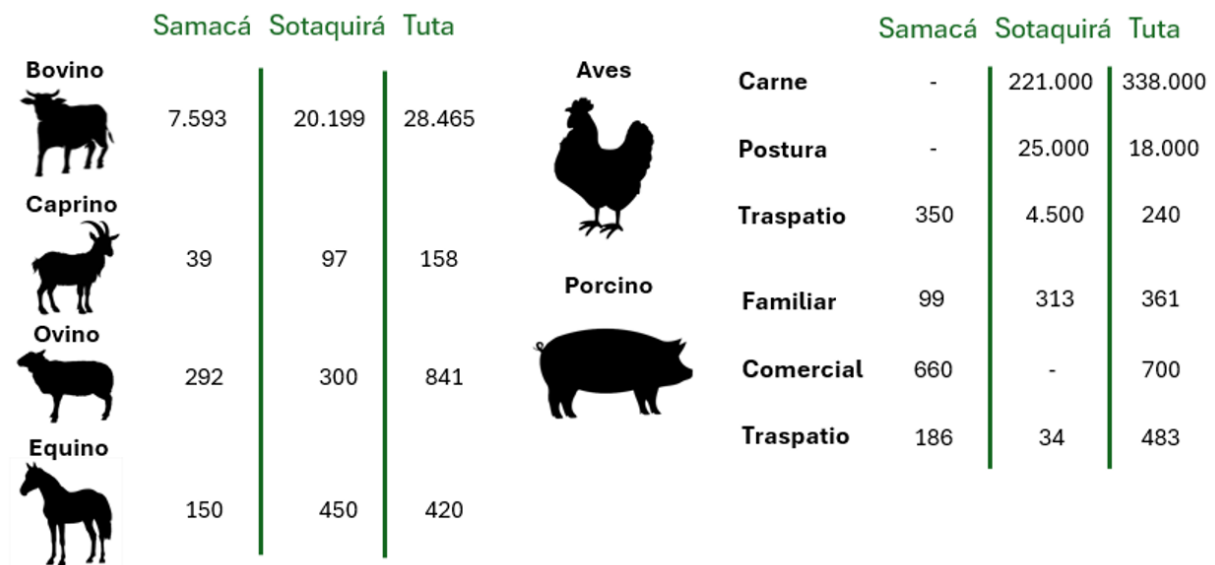 Samacá Sotaquirá Tuta
Bovino
7.593 20.199 28.465
Caprino
39 97 158
Ovino
292 300 841
Equino
150 450 420
Samacá Sotaquirá Tuta
Aves
Carne - 221.000 338.000
Postura - 25.000 18.000
Traspatio 350 4.500 240
Porcino
Familiar 99 313 361
Comercial 660 - 700
Traspatio 186 34 483